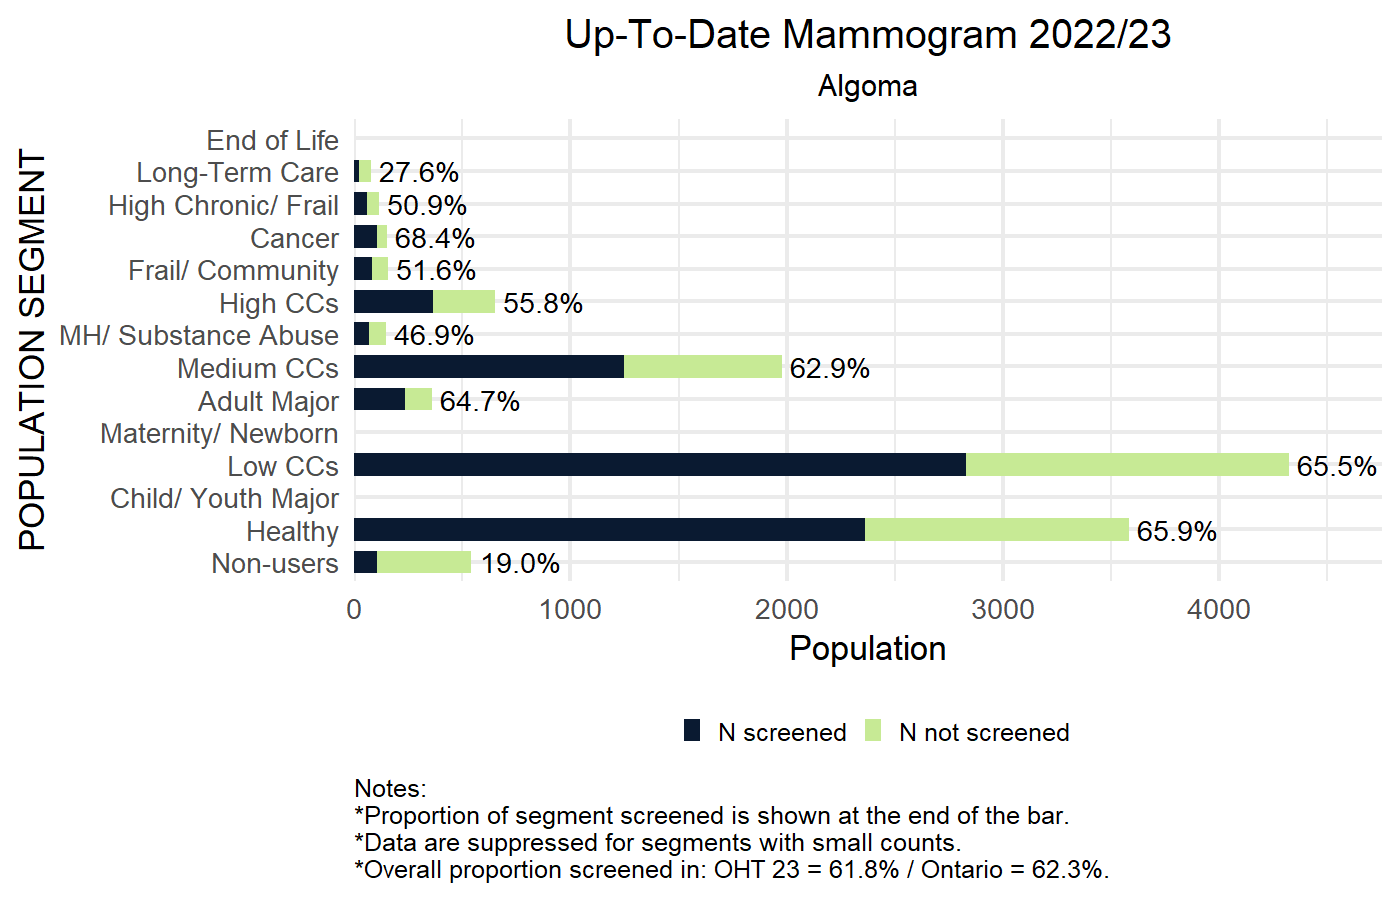 Up-To-Date Mammogram 2022/23
Algoma
POPULATION SEGMENT
End of Life
Long-Term Care 27.6%
High Chronic/ Frail 50.9%
Cancer 68.4%
Frail/ Community 51.6%
High CCs 55.8%
MH/ Substance Abuse 46.9%
Medium CCs 62.9%
Adult Major 64.7%
Maternity/ Newborn
Low CCs 65.5%
Child/ Youth Major
Healthy 65.9%
Non-users 19.0%
0 1000 2000 3000 4000
Population
N screened N not screened
Notes:
*Proportion of segment screened is shown at the end of the bar.
*Data are suppressed for segments with small counts.
*Overall proportion screened in: OHT 23 = 61.8% / Ontario = 62.3%.